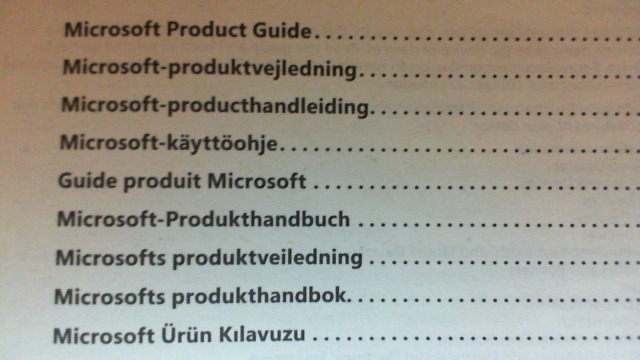 Microsoft Product Guide........................................
Microsoft-produktvejledning..................................
Microsoft-producthandleiding................................
Microsoft-käyttöohje.............................................
Guide produit Microsoft ........................................
Microsoft-Produkthandbuch ..................................
Microsofts produktveiledning .................................
Microsofts produkthandbok....................................
Microsoft Ürün Kılavuzu ........................................